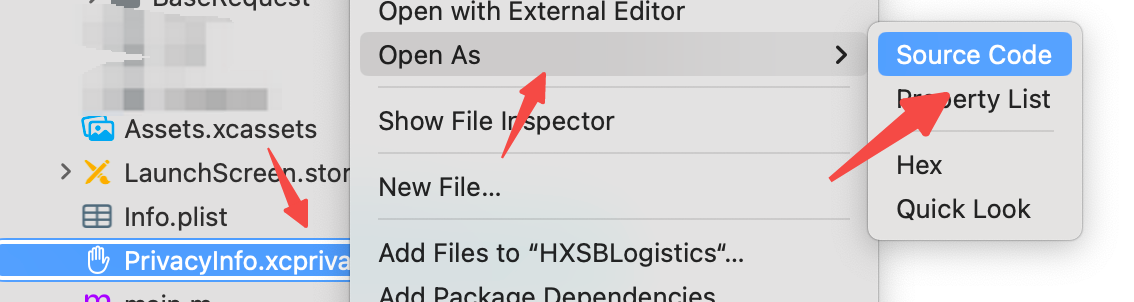 BaseRequest
Assets.xcassets
LaunchScreen.stor
Info.plist
PrivacyInfo.xcpriva
main.m
Open with External Editor
Open As
Show File Inspector
New File...
Add Files to “HXSBLogistics“...
Add Package Dependencies
Source Code
Property List
Hex
Quick Look